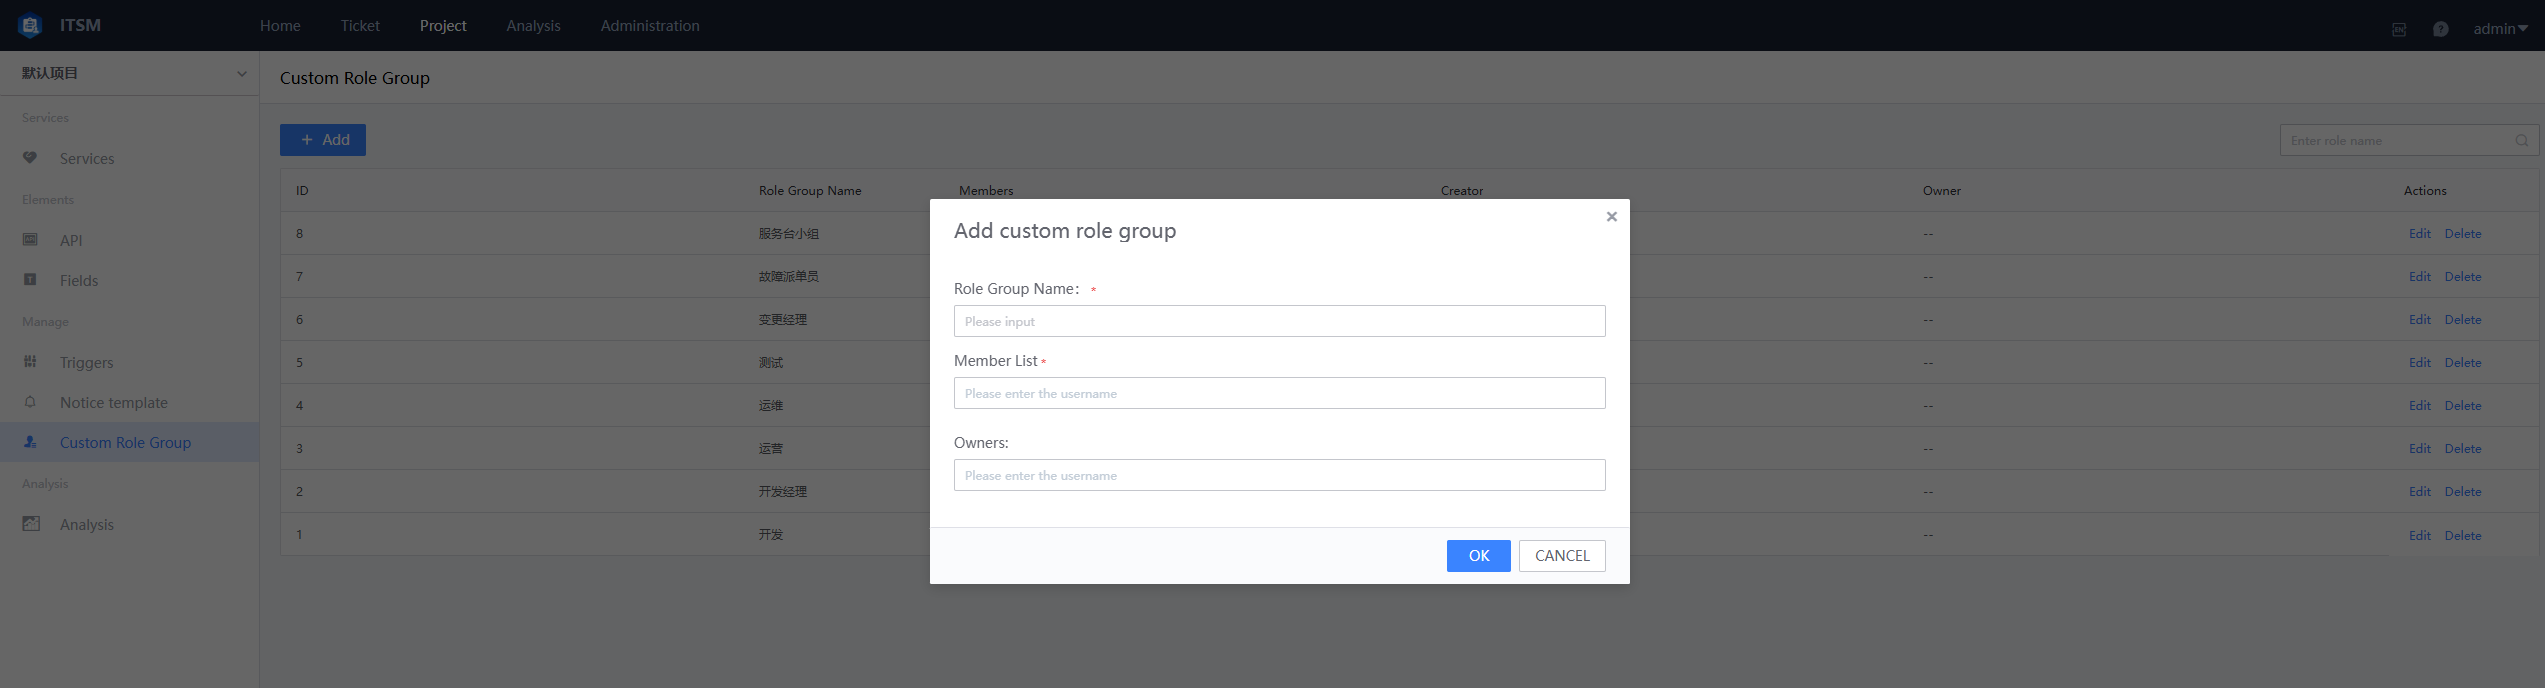 ITSM
Home Ticket Project Analysis Administration
admin
默认项目
Custom Role Group
Services
Services
Elements
API
Fields
Manage
Triggers
Notice template
Custom Role Group
Analysis
Analysis
+ Add
Enter role name
ID Role Group Name Members Creator Owner Actions
8 服务台小组 -- Edit Delete
7 故障派单员 -- Edit Delete
6 变更经理 -- Edit Delete
5 测试 -- Edit Delete
4 运维 -- Edit Delete
3 运营 -- Edit Delete
2 开发经理 -- Edit Delete
1 开发 -- Edit Delete
Add custom role group
Role Group Name： *
Please input
Member List *
Please enter the username
Owners:
Please enter the username
OK CANCEL